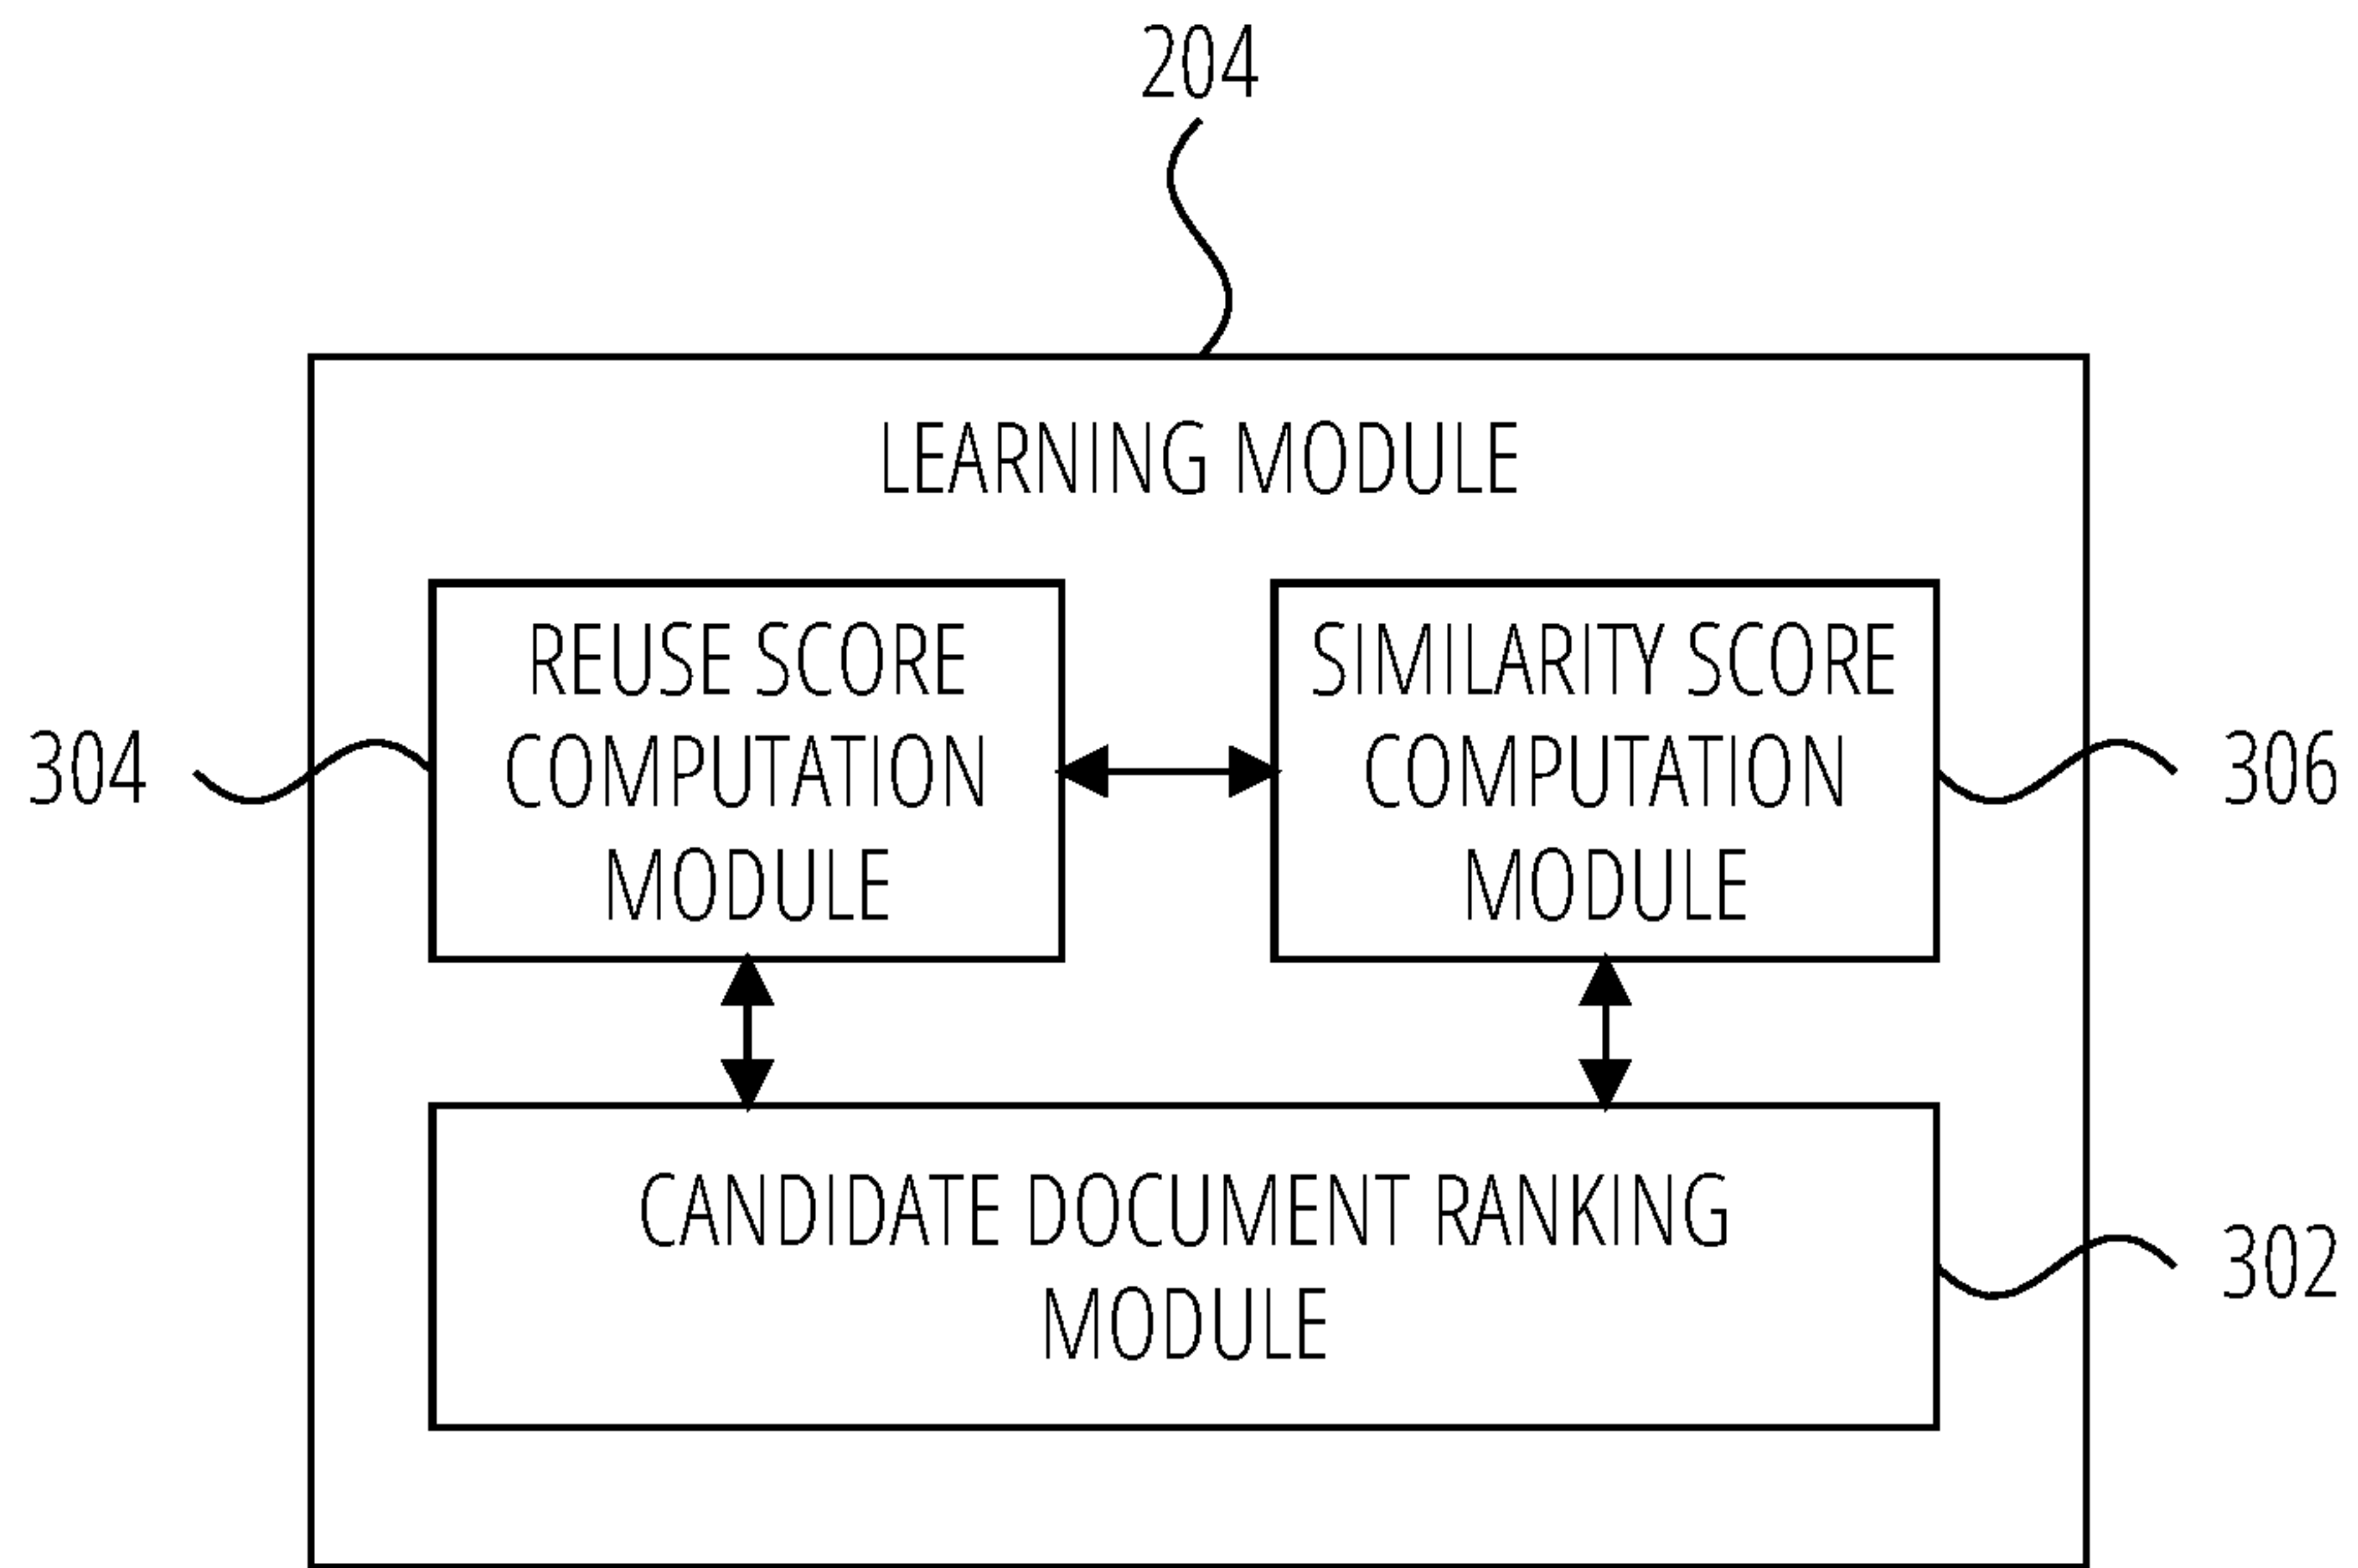 204
LEARNING MODULE
REUSE SCORE
COMPUTATION
MODULE
304
SIMILARITY SCORE
COMPUTATION
MODULE
306
CANDIDATE DOCUMENT RANKING
MODULE
302